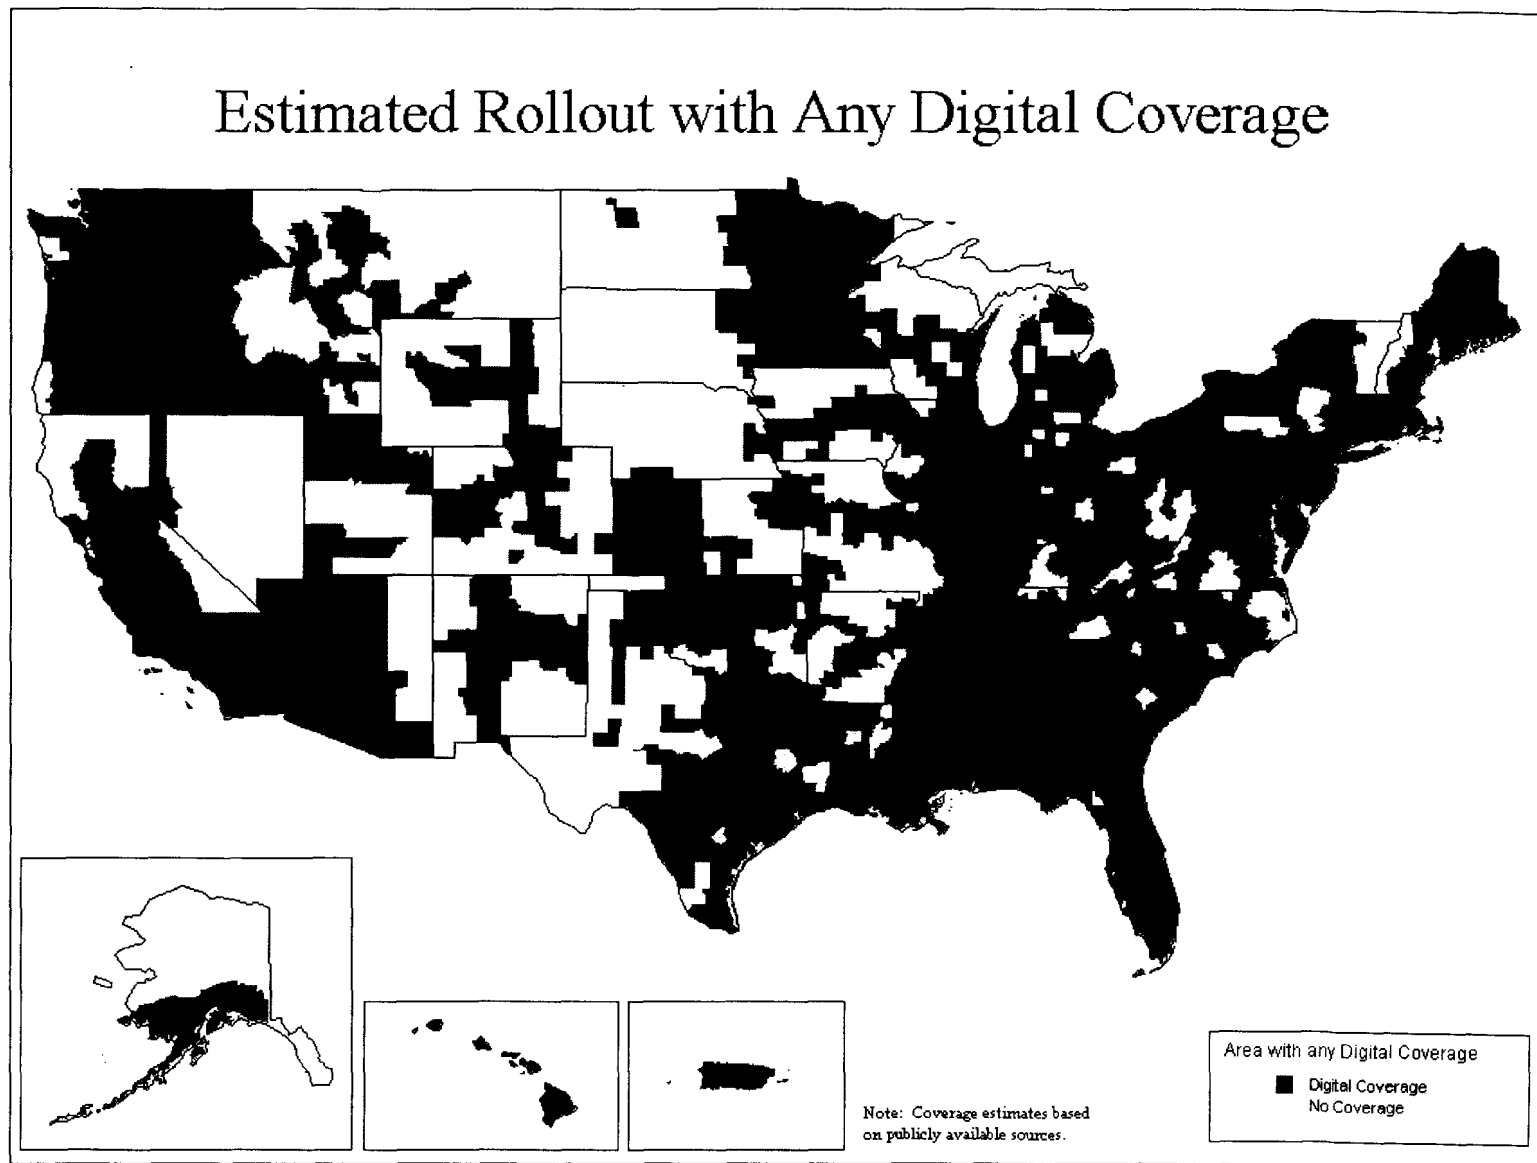 Estimated Rollout with Any Digital Coverage
Area with any Digital Coverage
Digital Coverage
No Coverage
Note: Coverage estimates based
on publicly available sources.